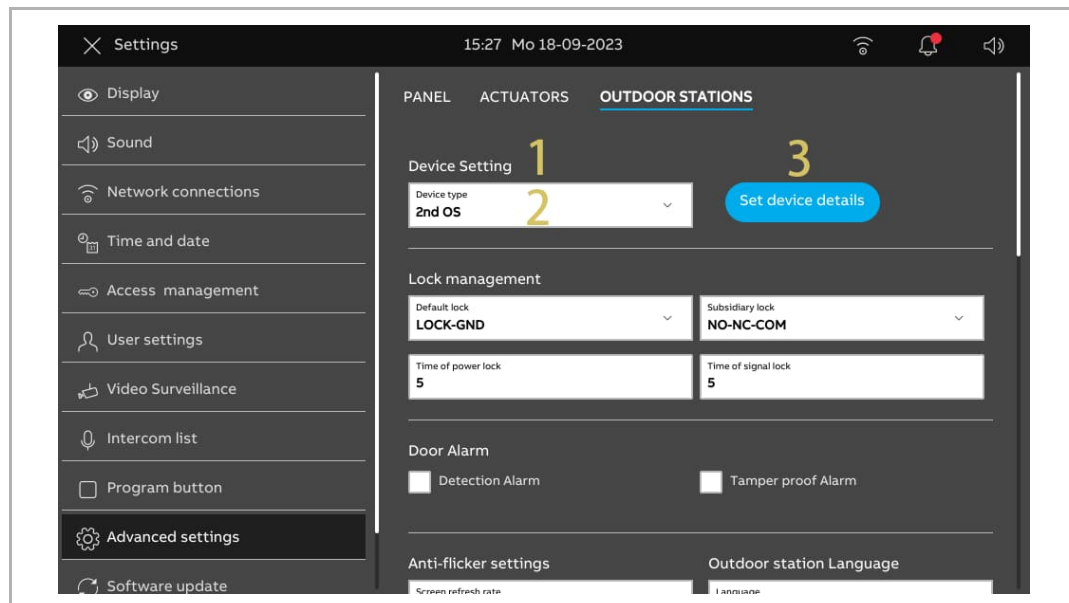 Settings
15:27 Mo 18-09-2023
Display
Sound
Network connections
Time and date
Access management
User settings
Video Surveillance
Intercom list
Program button
Advanced settings
Software update
PANEL ACTUATORS OUTDOOR STATIONS
Device Setting 1
Device type
2nd OS 2
3
Set device details
Lock management
Default lock
LOCK-GND
Subsidiary lock
NO-NC-COM
Time of power lock
5
Time of signal lock
5
Door Alarm
Detection Alarm
Tamper proof Alarm
Anti-flicker settings
Screen refresh rate
Outdoor station Language
Language